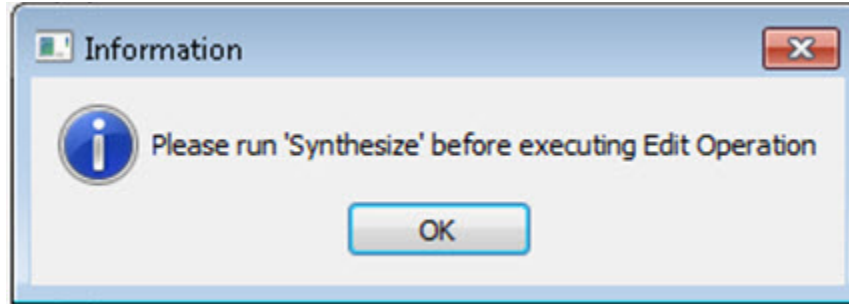 Information
Please run 'Synthesize' before executing Edit Operation
OK